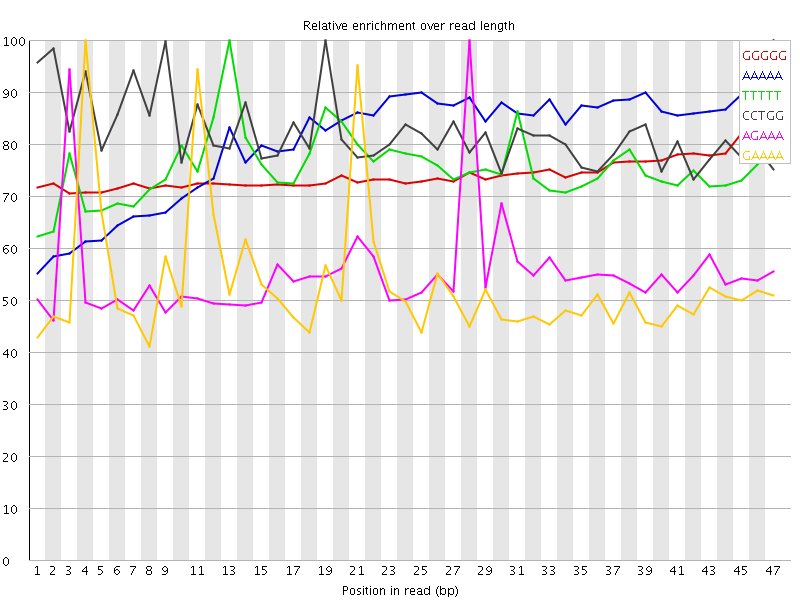 Relative enrichment over read length
100
90
80
70
60
50
40
30
20
10
0
GGGGG
AAAAA
TTTTT
CCTGG
AGAAA
GAAAA
1 2 3 4 5 6 7 8 9 11 13 15 17 19 21 23 25 27 29 31 33 35 37 39 41 43 45 47
Position in read (bp)